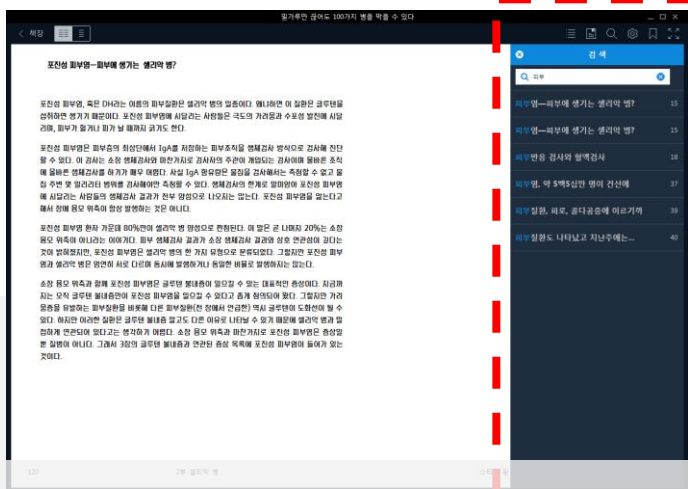 밀가루만 끊어도 100가지 병을 막을 수 있다
책장
검색
포진성 피부염—피부에 생기는 셀리악 병?
피부
포진성 피부염, 혹은 DH라는 이름의 피부질환은 셀리악 병의 일종이다. 왜냐하면 이 질환은 글루텐을
섭취하면 생기기 때문이다. 포진성 피부염에 시달리는 사람들은 극도의 가려움과 수포성 발진에 시달
리며, 피부가 헐거나 피가 날 때까지 긁기도 한다.
포진성 피부염은 피부층의 최상단에서 IgA를 저장하는 피부조직을 생체검사 방식으로 검사해 진단
할 수 있다. 이 검사는 소장 생체검사와 마찬가지로 검사자의 주관이 개입되는 검사이며 올바른 조직
에 올바른 생체검사를 하기가 매우 어렵다. 사실 IgA 함유량은 물집을 검사해서는 측정할 수 없고 물
집 주변 몇 밀리미터 범위를 검사해야만 측정할 수 있다. 생체검사의 한계로 말미암아 포진성 피부염
에 시달리는 사람들의 생체검사 결과가 전부 양성으로 나오지는 않는다. 포진성 피부염을 앓는다고
해서 장에 융모 위축이 항상 발생하는 것은 아니다.
포진성 피부염 환자 가운데 80%만이 셀리악 병 양성으로 판정된다. 이 말은 곧 나머지 20%는 소장
융모 위축이 아니라는 이야기다. 피부 생체검사 결과가 소장 생체검사 결과와 상호 연관성이 깊다는
것이 밝혀졌지만, 포진성 피부염은 셀리악 병의 한 가지 유형으로 분류되었다. 그렇지만 포진성 피부
염과 셀리악 병은 엄연히 서로 다르며 동시에 발생하거나 동일한 비율로 발생하지는 않는다.
소장 융모 위축과 함께 포진성 피부염은 글루텐 불내증이 일으킬 수 있는 대표적인 증상이다. 지금까
지는 오직 글루텐 불내증만이 포진성 피부염을 일으킬 수 있다고 좁게 정의되어 왔다. 그렇지만 가려
움증을 유발하는 피부질환을 비롯해 다른 피부질환(전 장에서 언급한) 역시 글루텐이 도화선이 될 수
있다. 하지만 이러한 질환은 글루텐 말고도 다른 이유로 나타날 수 있기 때문에 셀리악 병과 밀
접하게 연관되어 있다고는 생각하기 어렵다. 소장 융모 위축과 마찬가지로 포진성 피부염은 증상일
뿐 질병이 아니다. 그래서 3장의 글루텐 불내증과 연관된 증상 목록에 포진성 피부염이 들어가 있는
것이다.
피부염—피부에 생기는 셀리악 병? 15
피부염—피부에 생기는 셀리악 병? 15
피부반응 검사와 혈액검사 18
피부염, 약 5백5십만 명이 건선에 37
피부질환, 피로, 골다공증에 이르기까 39
피부질환도 나타났고 지난주에는... 40
120
2부 셀리악 병